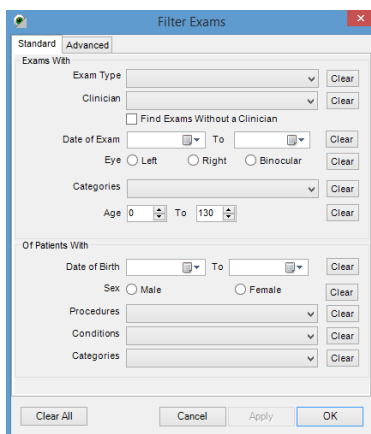 Filter Exams
Standard Advanced
Exams With
Exam Type Clear
Clinician Clear
Find Exams Without a Clinician
Date of Exam To Clear
Eye Left Right Binocular Clear
Categories Clear
Age 0 To 130 Clear
Of Patients With
Date of Birth To Clear
Sex Male Female Clear
Procedures Clear
Conditions Clear
Categories Clear
Clear All Cancel Apply OK